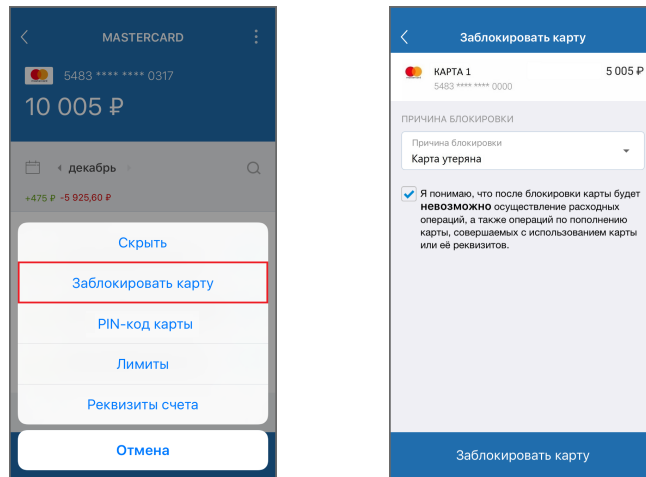 MASTERCARD
5483 **** **** 0317
10 005 ₽
декабрь
+475 ₽ -5 925,60 ₽
Скрыть
Заблокировать карту
PIN-код карты
Лимиты
Реквизиты счета
Отмена
Заблокировать карту
КАРТА 1 5 005 ₽
5483 **** **** 0000
ПРИЧИНА БЛОКИРОВКИ
Причина блокировки
Карта утеряна
Я понимаю, что после блокировки карты будет
невозможно осуществление расходных
операций, а также операций по пополнению
карты, совершаемых с использованием карты
или её реквизитов.
Заблокировать карту